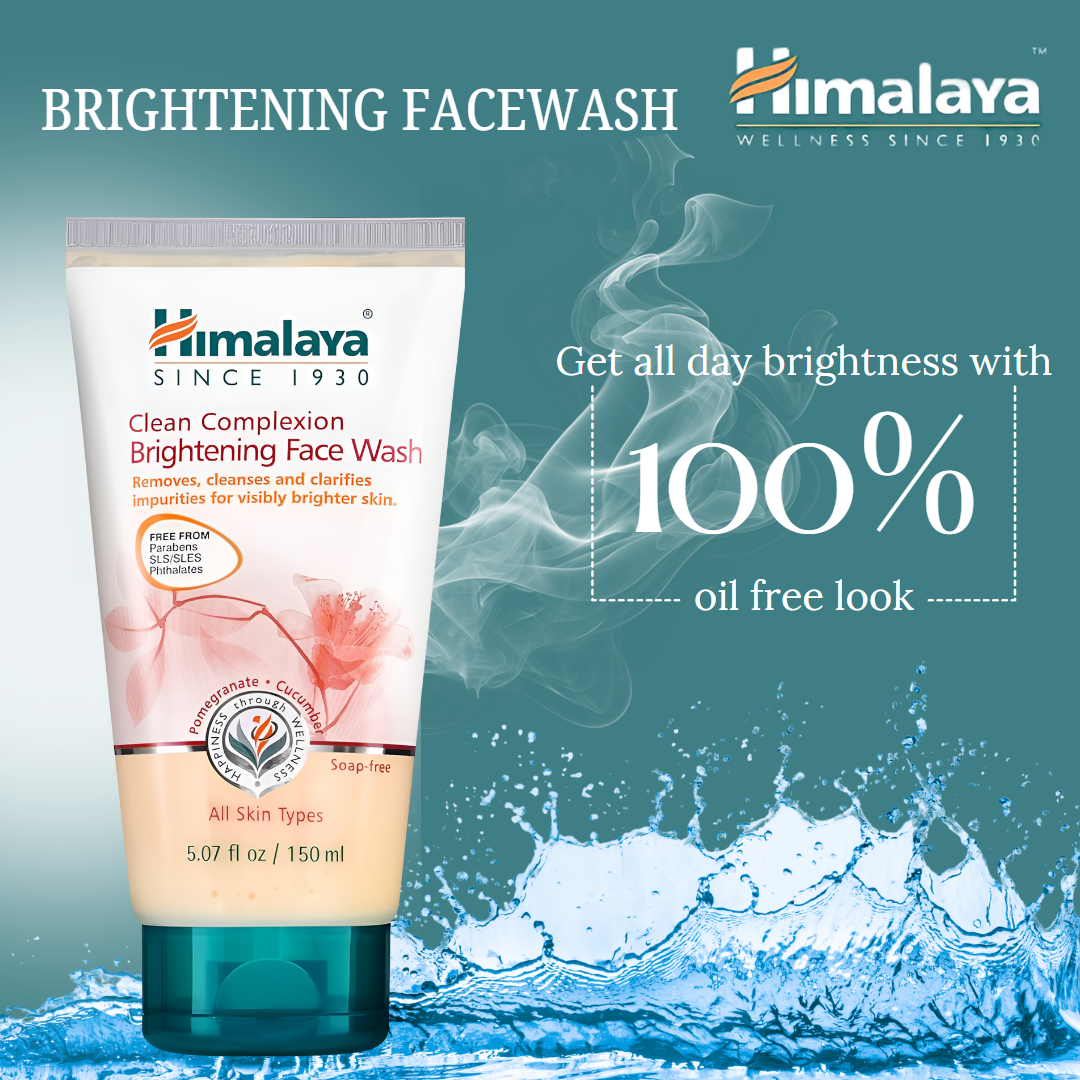 BRIGHTENING FACEWASH
Himalaya™
WELLNESS SINCE 1930
Himalaya®
SINCE 1930
Clean Complexion
Brightening Face Wash
Removes, cleanses and clarifies
impurities for visibly brighter skin.
FREE FROM
Parabens
SLS/SLES
Phthalates
Pomegranate • Cucumber
HAPPINESS through WELLNESS
Soap-free
All Skin Types
5.07 fl oz / 150 ml
Get all day brightness with
100%
oil free look